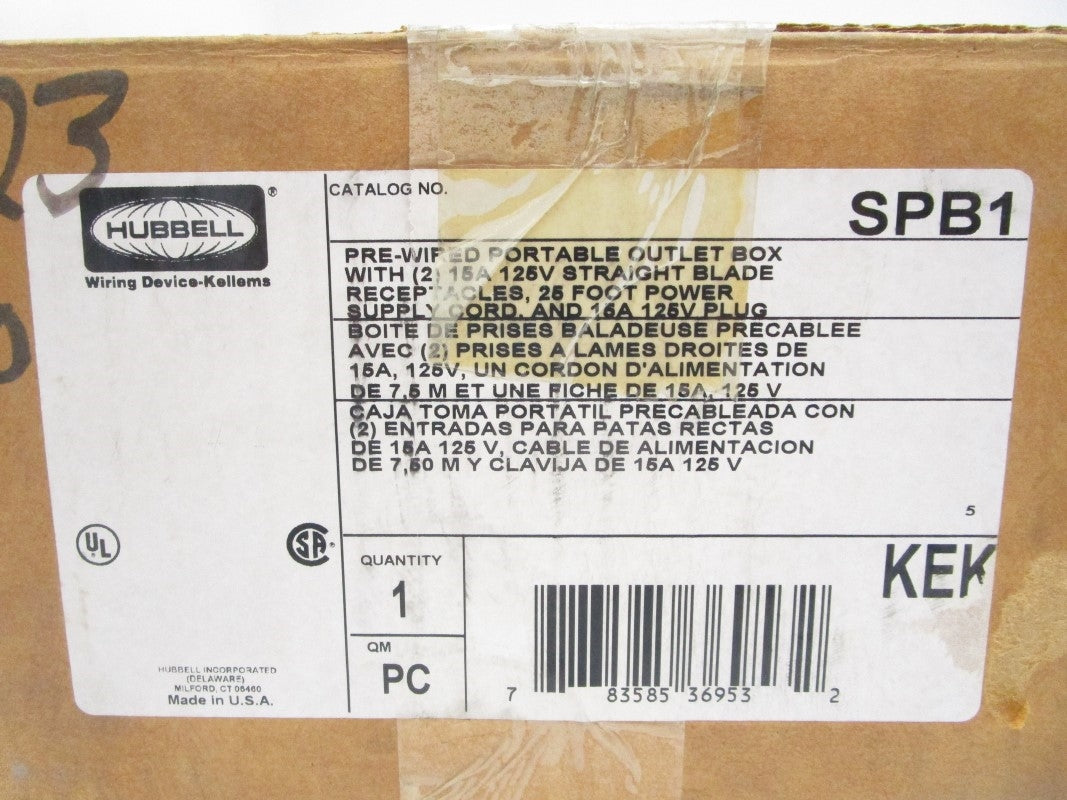 23
HUBBELL®
Wiring Device-Kellems
CATALOG NO.
SPB1
PRE-WIRED PORTABLE OUTLET BOX
WITH (2) 15A 125V STRAIGHT BLADE
RECEPTACLES, 25 FOOT POWER
SUPPLY CORD, AND 15A 125V PLUG
BOITE DE PRISES BALADEUSE PRECABLEE
AVEC (2) PRISES A LAMES DROITES DE
15A, 125V, UN CORDON D'ALIMENTATION
DE 7,5 M ET UNE FICHE DE 15A, 125 V
CAJA TOMA PORTATIL PRECABLEADA CON
(2) ENTRADAS PARA PATAS RECTAS
DE 15A 125 V, CABLE DE ALIMENTACION
DE 7,50 M Y CLAVIJA DE 15A 125 V
5
UL®
SA®
QUANTITY
1
KEK
QM
PC
7 83585 36953 2
HUBBELL INCORPORATED
(DELAWARE)
MILFORD, CT 06460
Made in U.S.A.